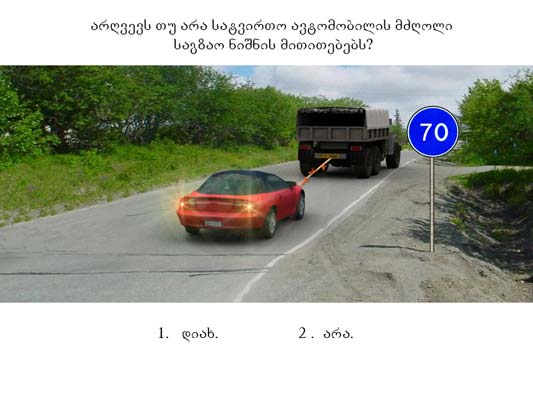 არღვევს თუ არა სატვირთო ავტომობილის მძღოლი
საგზაო ნიშნის მითითებებს?
70
1. დიახ.
2. არა.